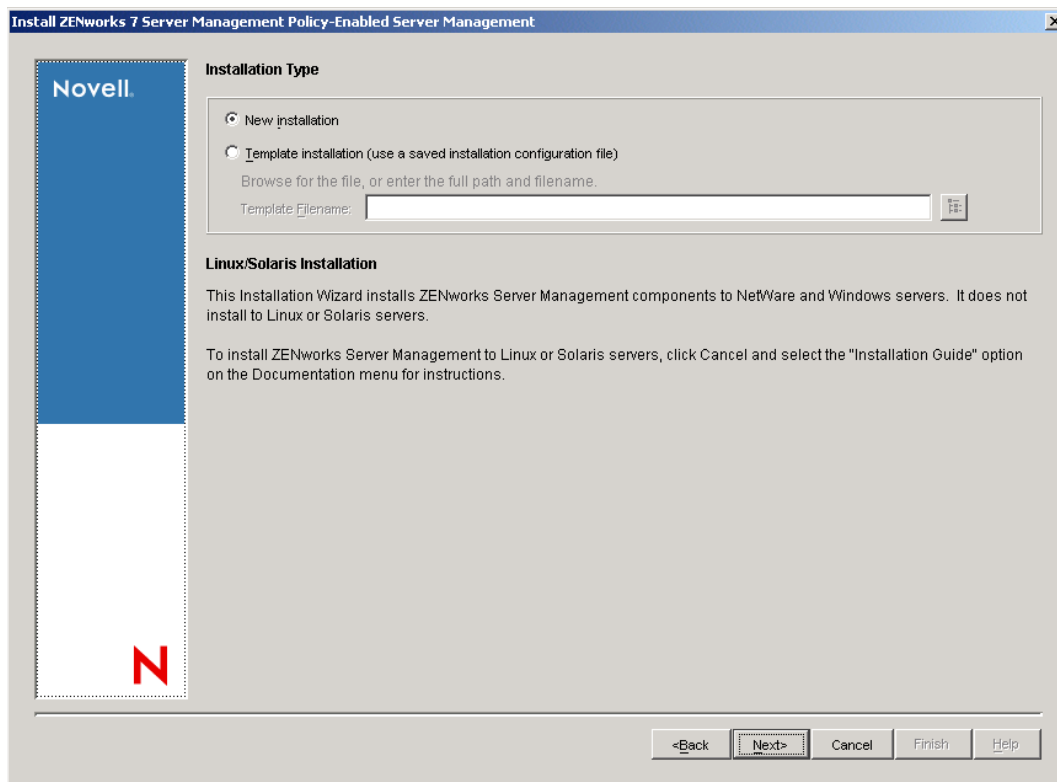 Install ZENworks 7 Server Management Policy-Enabled Server Management
Novell.
Installation Type
New installation
Template installation (use a saved installation configuration file)
Browse for the file, or enter the full path and filename.
Template Filename:
Linux/Solaris Installation
This Installation Wizard installs ZENworks Server Management components to NetWare and Windows servers. It does not
install to Linux or Solaris servers.
To install ZENworks Server Management to Linux or Solaris servers, click Cancel and select the "Installation Guide" option
on the Documentation menu for instructions.
N
<Back Next> Cancel Finish Help